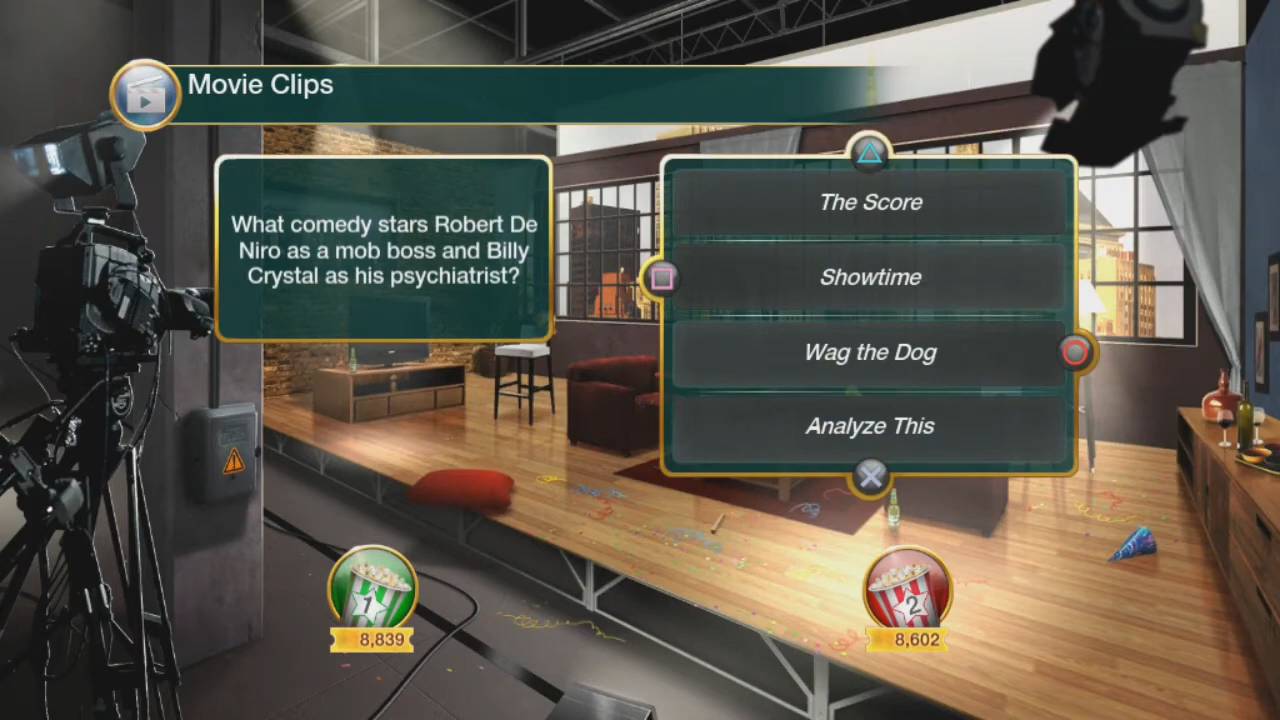 Movie Clips
What comedy stars Robert De
Niro as a mob boss and Billy
Crystal as his psychiatrist?
The Score
Showtime
Wag the Dog
Analyze This
1
8,839
2
8,602